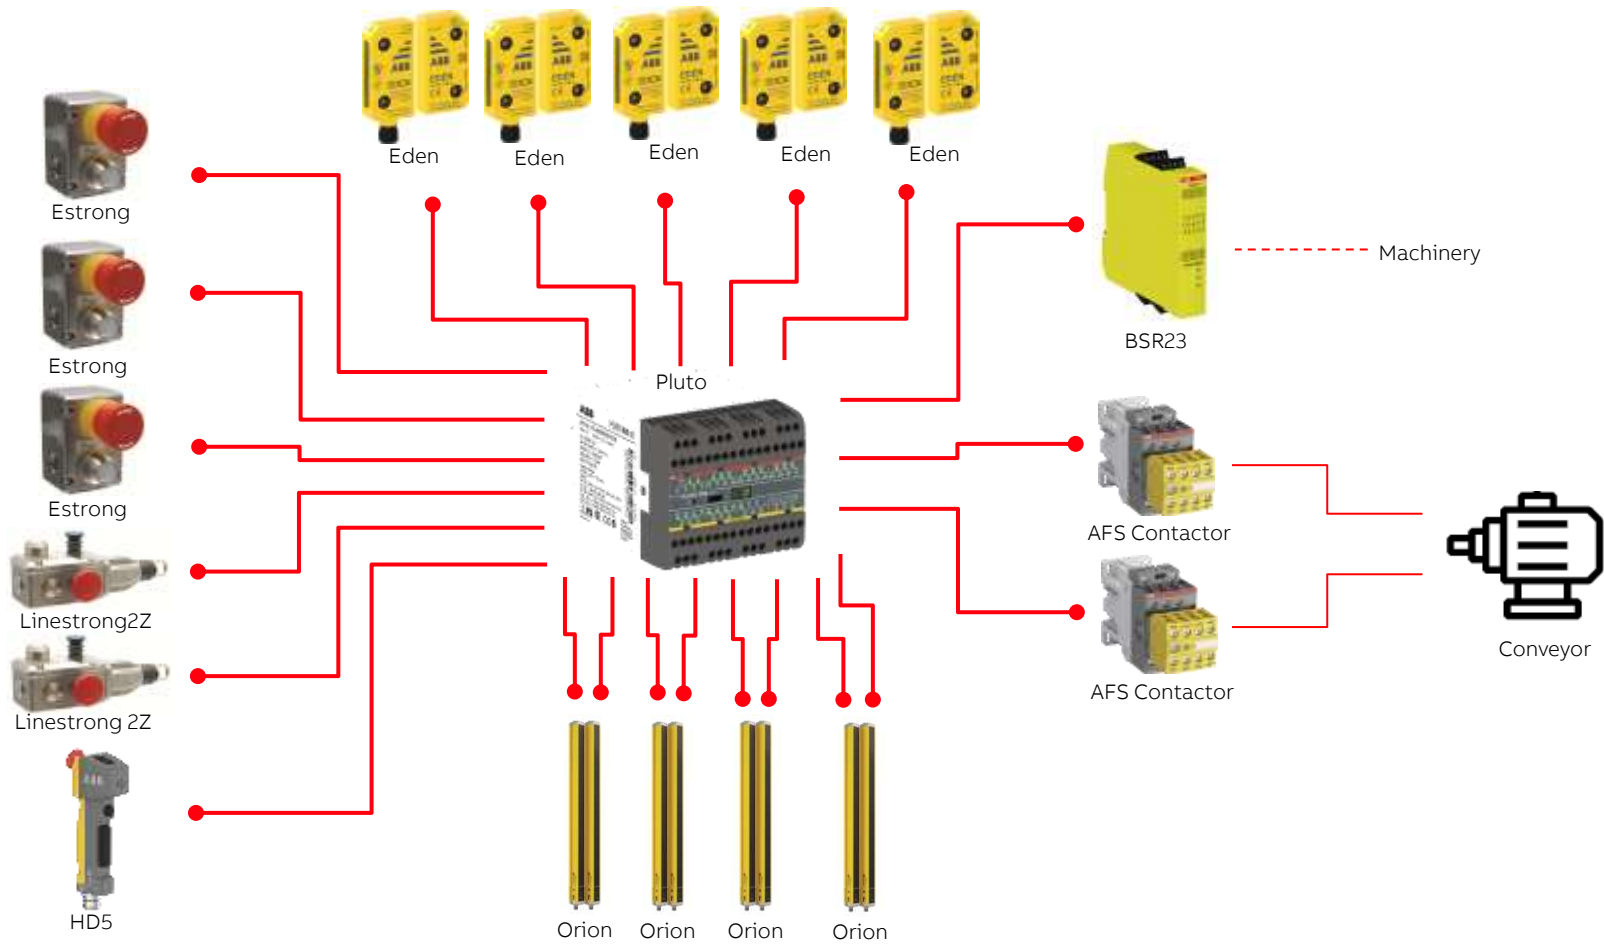 Eden
Eden
Eden
Eden
Eden
Estrong
Estrong
Estrong
Linestrong2Z
Linestrong 2Z
HD5
Pluto
ABB
BSR23
Machinery
AFS Contactor
AFS Contactor
Conveyor
Orion
Orion
Orion
Orion